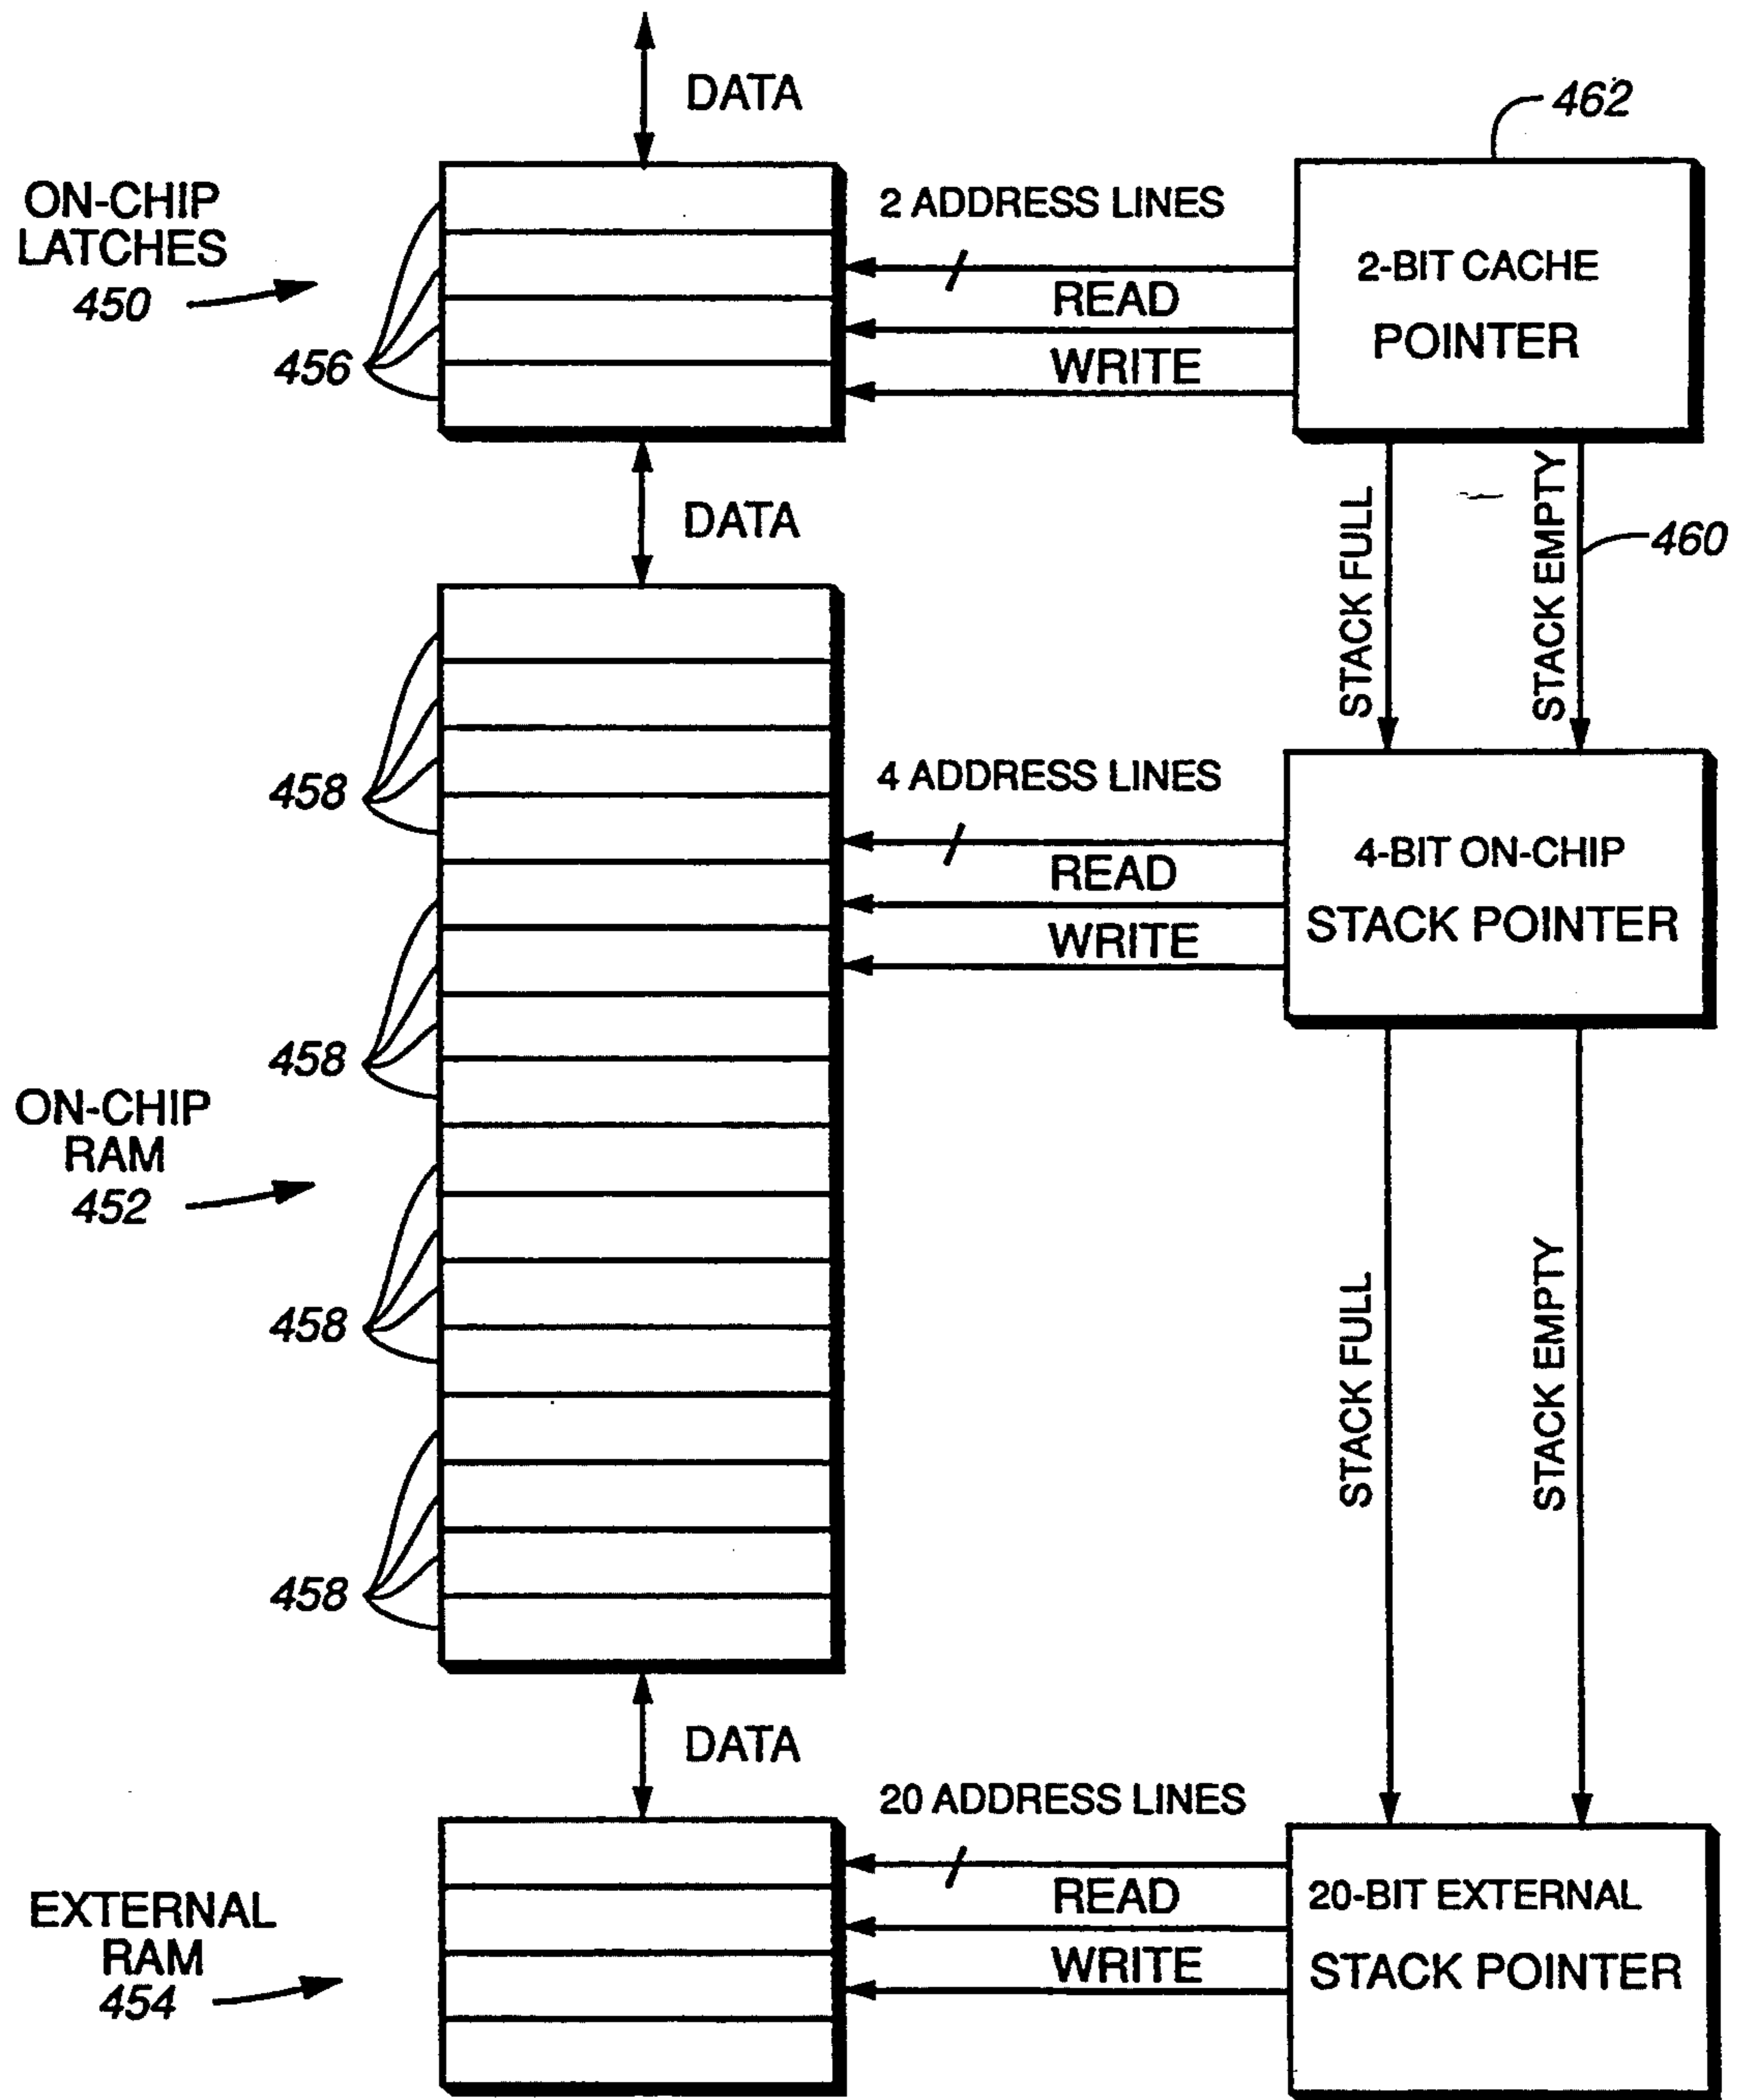 DATA
462
ON-CHIP
LATCHES
450
456
2 ADDRESS LINES
READ
WRITE
2-BIT CACHE
POINTER
DATA
STACK FULL
STACK EMPTY
460
458
4 ADDRESS LINES
READ
WRITE
4-BIT ON-CHIP
STACK POINTER
458
ON-CHIP
RAM
452
458
STACK FULL
STACK EMPTY
458
DATA
20 ADDRESS LINES
READ
WRITE
EXTERNAL
RAM
454
20-BIT EXTERNAL
STACK POINTER